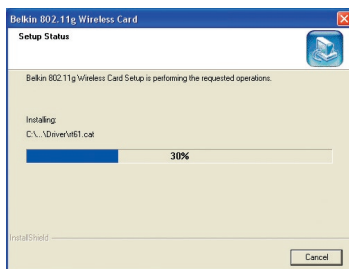 Belkin 802.11g Wireless Card
Setup Status
Belkin 802.11g Wireless Card Setup is performing the requested operations.
Installing:
C:\...\Driver\rt61.cat
30%
InstallShield
Cancel